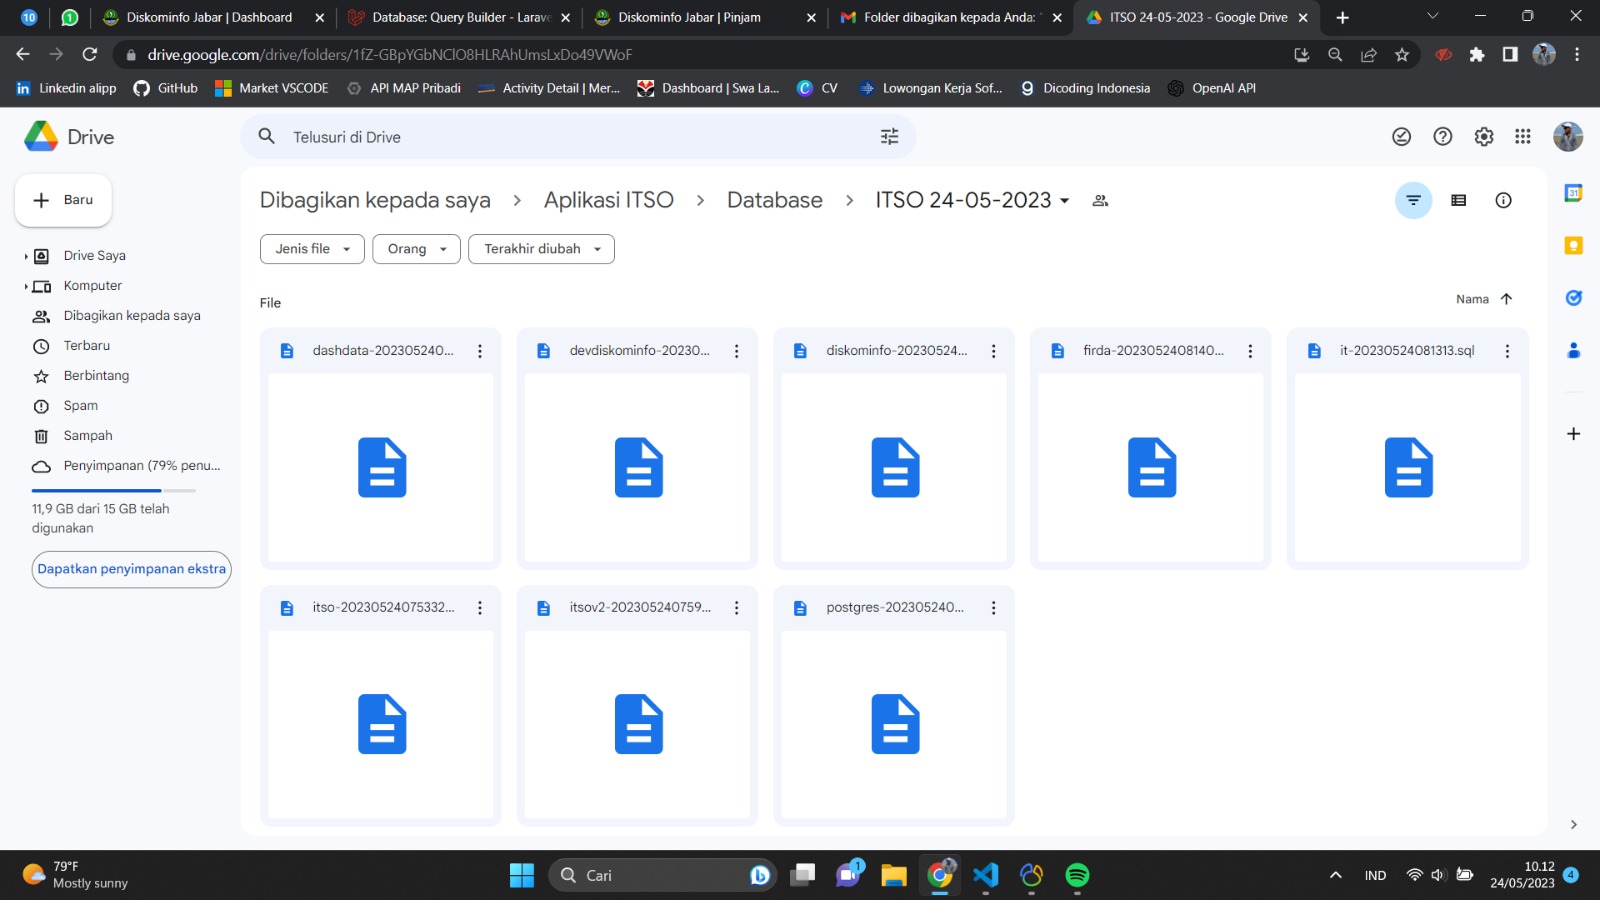 10
1
Diskominfo Jabar | Dashboard
Database: Query Builder - Larave
Diskominfo Jabar | Pinjam
Folder dibagikan kepada Anda: "
ITSO 24-05-2023 - Google Drive
drive.google.com/drive/folders/1fZ-GBpYGbNClO8HLRAhUmsLxDo49VWoF
Linkedin alipp
GitHub
Market VSCODE
API MAP Pribadi
Activity Detail | Mer...
Dashboard | Swa La...
CV
Lowongan Kerja Sof...
Dicoding Indonesia
OpenAI API
Drive
Telusuri di Drive
Baru
Drive Saya
Komputer
Dibagikan kepada saya
Terbaru
Berbintang
Spam
Sampah
Penyimpanan (79% penu...
11,9 GB dari 15 GB telah
digunakan
Dapatkan penyimpanan ekstra
Dibagikan kepada saya > Aplikasi ITSO > Database > ITSO 24-05-2023
Jenis file
Orang
Terakhir diubah
File
Nama
dashdata-202305240...
devdiskominfo-20230...
diskominfo-20230524...
firda-2023052408140...
it-20230524081313.sql
itso-20230524075332...
itsov2-202305240759...
postgres-202305240...
31
79°F
Mostly sunny
Cari
1
IND
10.12
24/05/2023
4